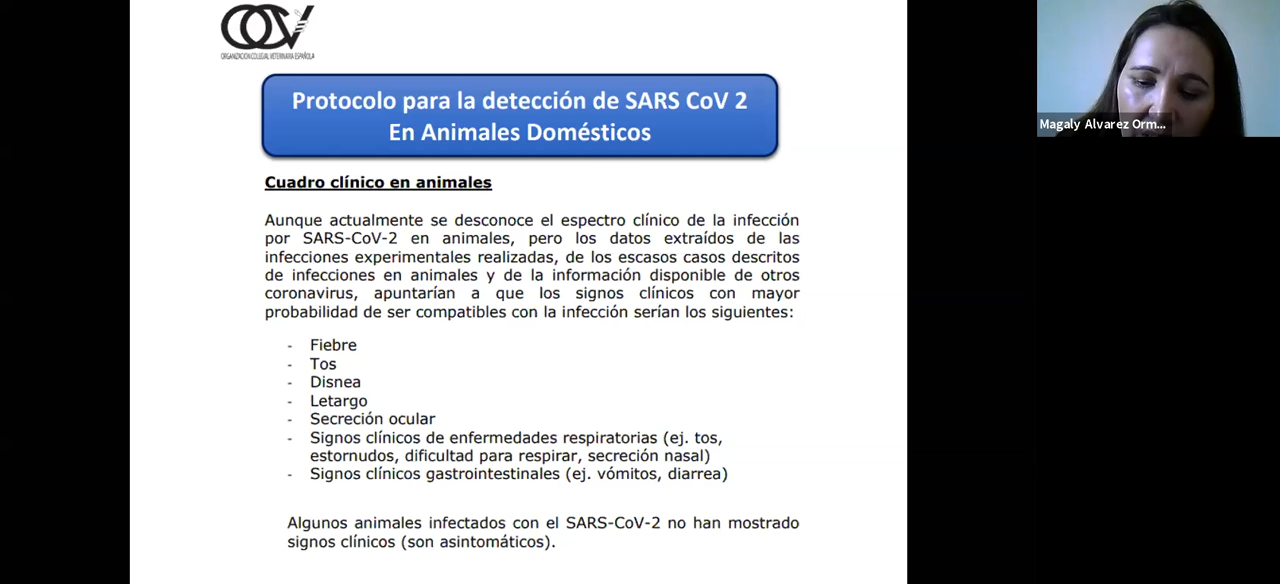 OCV
ORGANIZACIÓN COLEGIAL VETERINARIA ESPAÑOLA
Protocolo para la detección de SARS CoV 2
En Animales Domésticos
Magaly Alvarez Orm...
Cuadro clínico en animales
Aunque actualmente se desconoce el espectro clínico de la infección
por SARS-CoV-2 en animales, pero los datos extraídos de las
infecciones experimentales realizadas, de los escasos casos descritos
de infecciones en animales y de la información disponible de otros
coronavirus, apuntarían a que los signos clínicos con mayor
probabilidad de ser compatibles con la infección serían los siguientes:
- Fiebre
- Tos
- Disnea
- Letargo
- Secreción ocular
- Signos clínicos de enfermedades respiratorias (ej. tos,
estornudos, dificultad para respirar, secreción nasal)
- Signos clínicos gastrointestinales (ej. vómitos, diarrea)
Algunos animales infectados con el SARS-CoV-2 no han mostrado
signos clínicos (son asintomáticos).